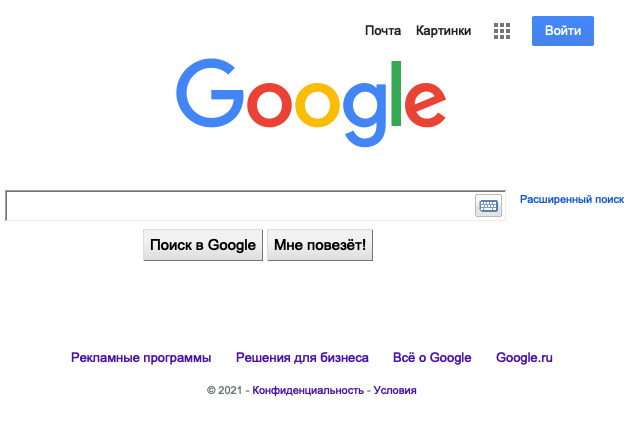 Почта Картинки Войти
Google
Расширенный поиск
Поиск в Google Мне повезёт!
Рекламные программы Решения для бизнеса Всё о Google Google.ru
© 2021 - Конфиденциальность - Условия